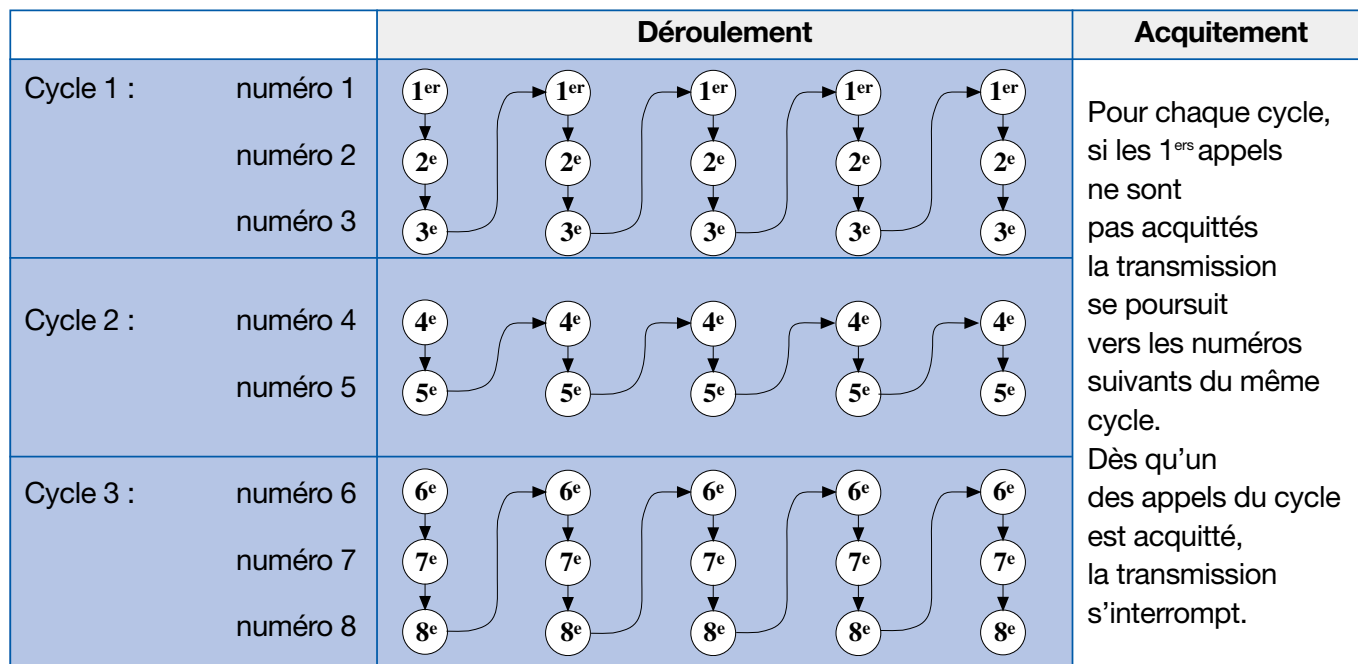 Déroulement Acquitement
Cycle 1 : numéro 1 1er 1er 1er 1er 1er
numéro 2 2e 2e 2e 2e 2e
numéro 3 3e 3e 3e 3e 3e
Cycle 2 : numéro 4 4e 4e 4e 4e 4e
numéro 5 5e 5e 5e 5e 5e
Cycle 3 : numéro 6 6e 6e 6e 6e 6e
numéro 7 7e 7e 7e 7e 7e
numéro 8 8e 8e 8e 8e 8e
Pour chaque cycle,
si les 1ers appels
ne sont
pas acquittés
la transmission
se poursuit
vers les numéros
suivants du même
cycle.
Dès qu’un
des appels du cycle
est acquitté,
la transmission
s’interrompt.